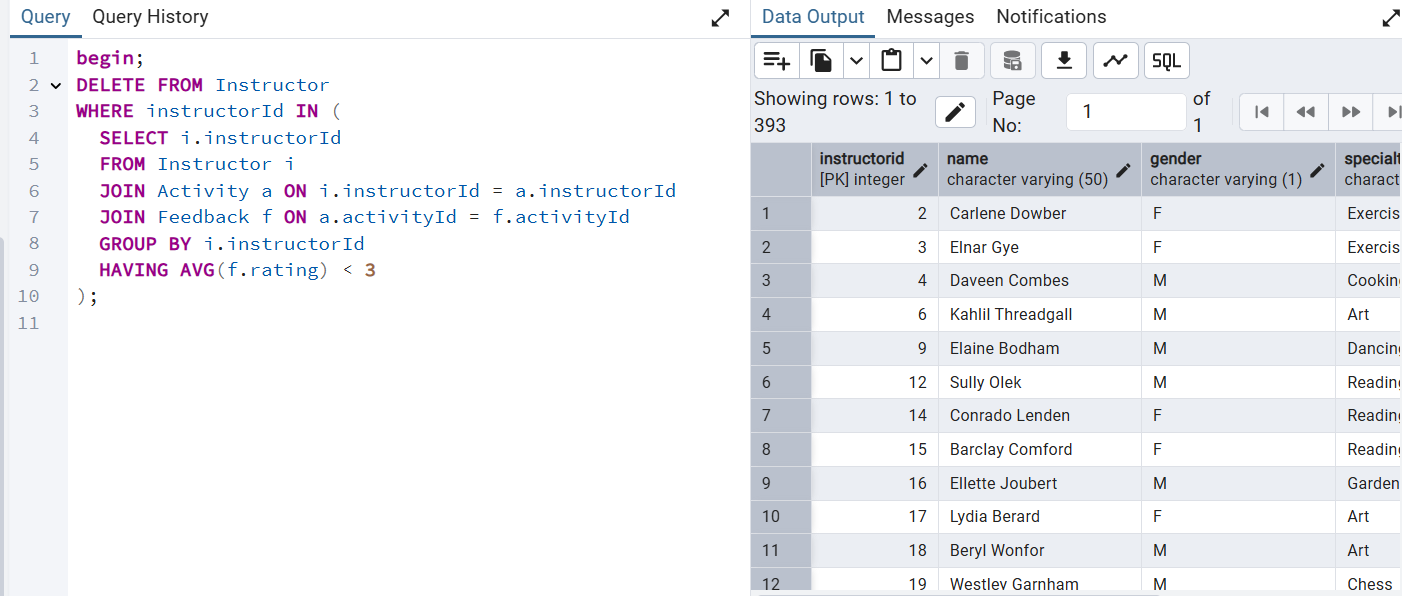 Query Query History
1 begin;
2 DELETE FROM Instructor
3 WHERE instructorId IN (
4 SELECT i.instructorId
5 FROM Instructor i
6 JOIN Activity a ON i.instructorId = a.instructorId
7 JOIN Feedback f ON a.activityId = f.activityId
8 GROUP BY i.instructorId
9 HAVING AVG(f.rating) < 3
10 );
11
Data Output Messages Notifications
SQL
Showing rows: 1 to
393
Page
No:
1
of
1
instructorid
[PK] integer
name
character varying (50)
gender
character varying (1)
specialt
charact
1 2 Carlene Dowber F Exercis
2 3 Elnar Gye F Exercis
3 4 Daveen Combes M Cookin
4 6 Kahlil Threadgall M Art
5 9 Elaine Bodham M Dancin
6 12 Sully Olek M Readin
7 14 Conrado Lenden F Readin
8 15 Barclay Comford F Readin
9 16 Ellette Joubert M Garden
10 17 Lydia Berard F Art
11 18 Beryl Wonfor M Art
12 19 Westley Garnham M Chess